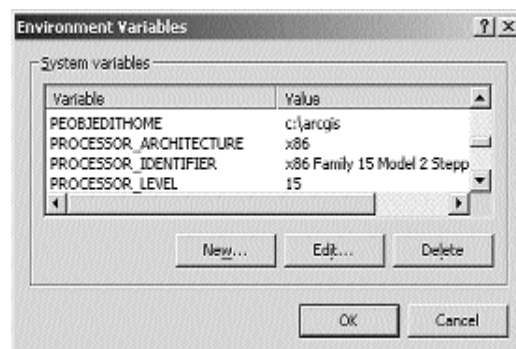 Environment Variables
System variables
Variable Value
PEOBJEDITHOME c:\arcgis
PROCESSOR_ARCHITECTURE x86
PROCESSOR_IDENTIFIER x86 Family 15 Model 2 Stepp
PROCESSOR_LEVEL 15
New... Edit... Delete
OK Cancel